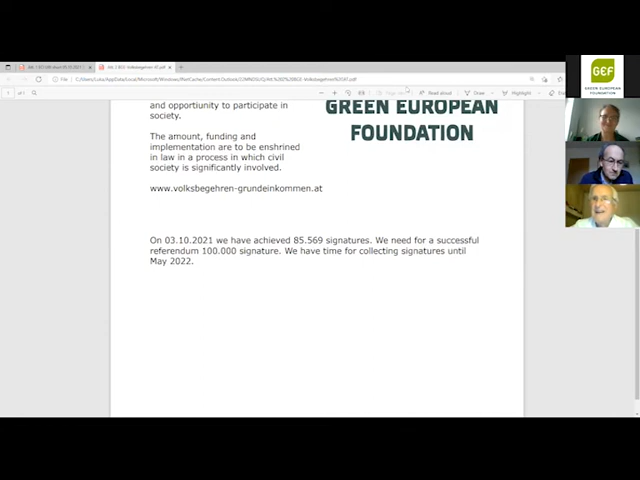 GEF
GREEN EUROPEAN
FOUNDATION
Read aloud
Draw
Highlight
and opportunity to participate in
society.
The amount, funding and
implementation are to be enshrined
in law in a process in which civil
society is significantly involved.
www.volksbegehren-grundeinkommen.at
GREEN EUROPEAN
FOUNDATION
On 03.10.2021 we have achieved 85.569 signatures. We need for a successful
referendum 100.000 signature. We have time for collecting signatures until
May 2022.